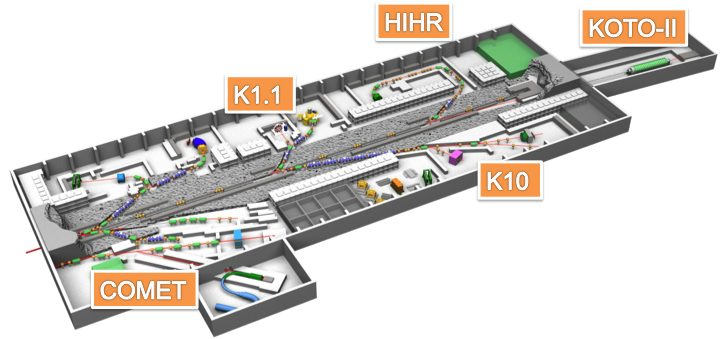 HIHR
KOTO-II
K1.1
K10
COMET